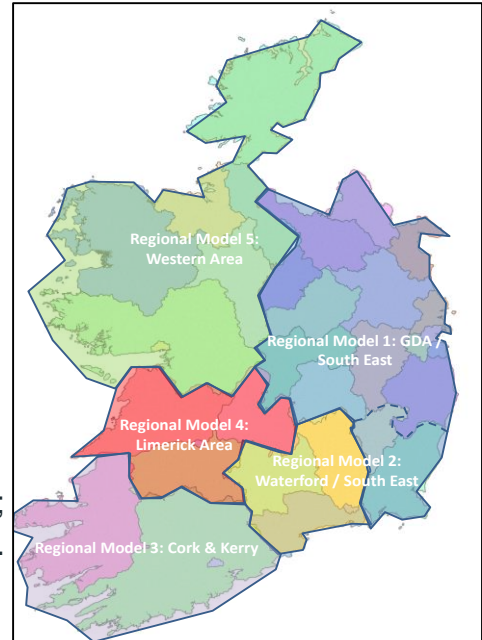 Regional Model 5:
Western Area
Regional Model 1: GDA /
South East
Regional Model 4:
Limerick Area
Regional Model 2:
Waterford / South East
Regional Model 3: Cork & Kerry